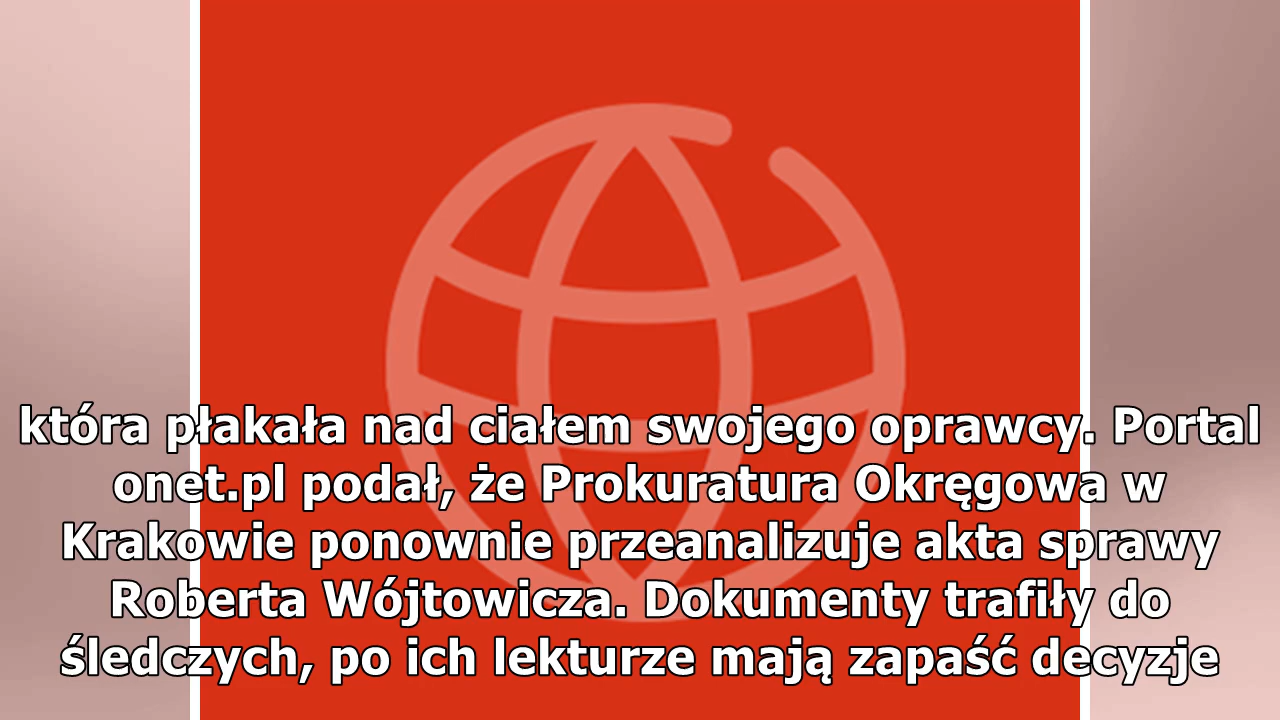 która płakała nad ciałem swojego oprawcy. Portal
onet.pl podał, że Prokuratura Okręgowa w
Krakowie ponownie przeanalizuje akta sprawy
Roberta Wójtowicza. Dokumenty trafiły do
śledczych, po ich lekturze mają zapaść decyzje